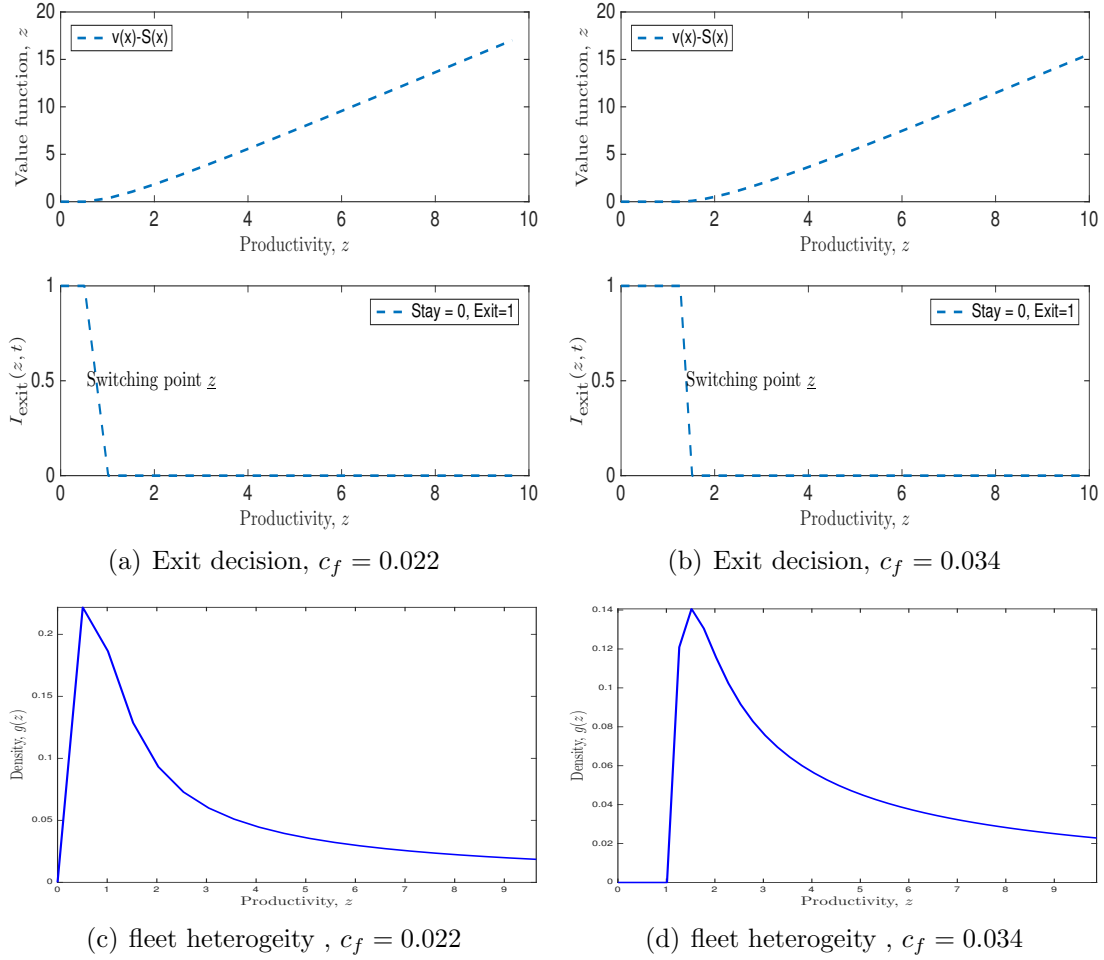 20
15
10
5
0
Value function, z
v(x)-S(x)
0 2 4 6 8 10
Productivity, z
20
15
10
5
0
Value function, z
v(x)-S(x)
0 2 4 6 8 10
Productivity, z
1
0.5
0
I_exit(z, t)
Stay = 0, Exit=1
Switching point z
0 2 4 6 8 10
Productivity, z
1
0.5
0
I_exit(z, t)
Stay = 0, Exit=1
Switching point z
0 2 4 6 8 10
Productivity, z
(a) Exit decision, c_f = 0.022
(b) Exit decision, c_f = 0.034
0.2
0.15
0.1
0.05
0
Density, g(z)
0 1 2 3 4 5 6 7 8 9
Productivity, z
0.14
0.12
0.1
0.08
0.06
0.04
0.02
0
Density, g(z)
0 1 2 3 4 5 6 7 8 9
Productivity, z
(c) fleet heterogeity , c_f = 0.022
(d) fleet heterogeity , c_f = 0.034